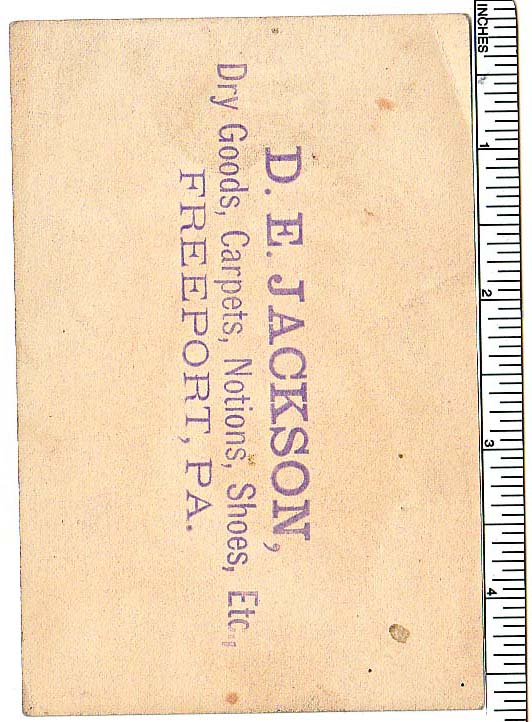 D. E. JACKSON,
Dry Goods, Carpets, Notions, Shoes, Etc.,
FREEPORT, PA.
INCHES
1
2
3
4